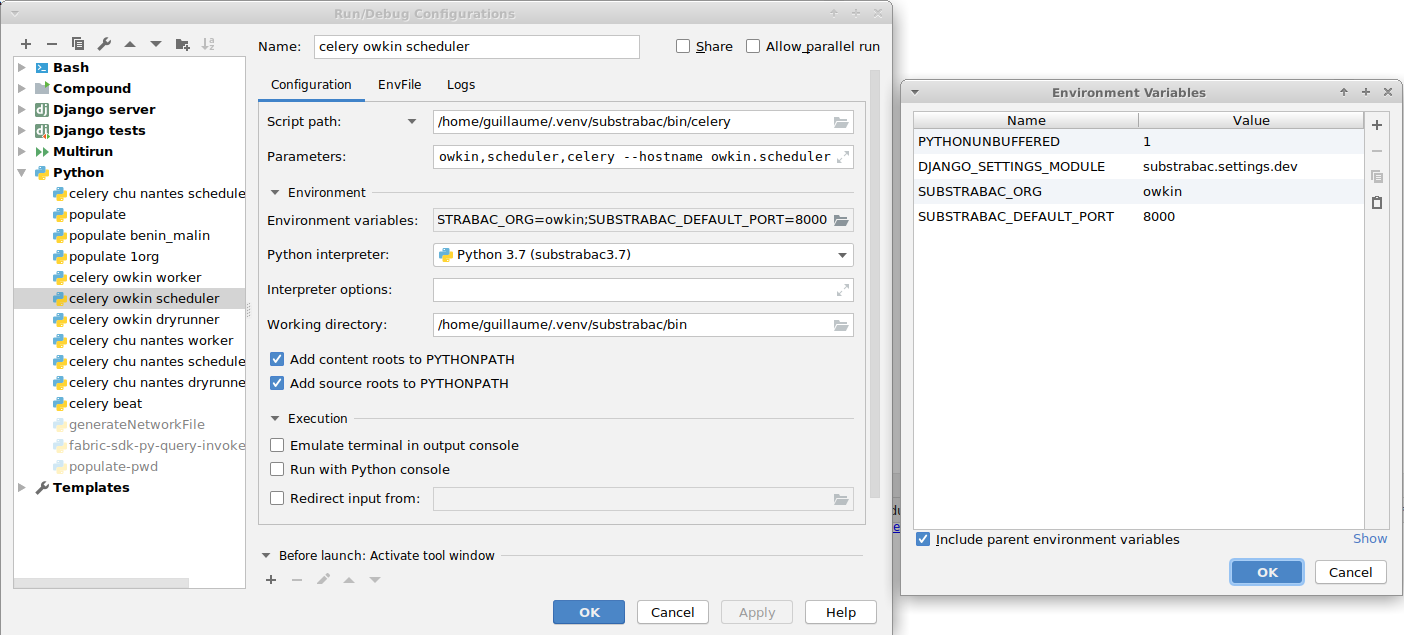 Run/Debug Configurations
Name: celery owkin scheduler
Share
Allow parallel run
Bash
Compound
Django server
Django tests
Multirun
Python
celery chu nantes schedule
populate
populate benin_malin
populate 1org
celery owkin worker
celery owkin scheduler
celery owkin dryrunner
celery chu nantes worker
celery chu nantes schedule
celery chu nantes dryrunne
celery beat
generateNetworkFile
fabric-sdk-py-query-invoke
populate-pwd
Templates
Configuration EnvFile Logs
Script path: /home/guillaume/.venv/substrabac/bin/celery
Parameters: owkin,scheduler,celery --hostname owkin.scheduler
Environment
Environment variables: STRABAC_ORG=owkin;SUBSTRABAC_DEFAULT_PORT=8000
Python interpreter: Python 3.7 (substrabac3.7)
Interpreter options:
Working directory: /home/guillaume/.venv/substrabac/bin
Add content roots to PYTHONPATH
Add source roots to PYTHONPATH
Execution
Emulate terminal in output console
Run with Python console
Redirect input from:
Before launch: Activate tool window
OK Cancel Apply Help
Environment Variables
Name Value
PYTHONUNBUFFERED 1
DJANGO_SETTINGS_MODULE substrabac.settings.dev
SUBSTRABAC_ORG owkin
SUBSTRABAC_DEFAULT_PORT 8000
Include parent environment variables
Show
OK Cancel